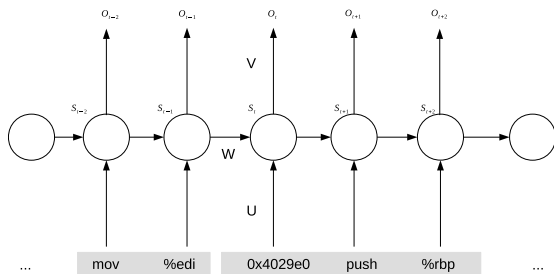 O_{t-2} O_{t-1} O_t O_{t+1} O_{t+2}
V
S_{t-2} S_{t-1} S_t S_{t+1} S_{t+2}
W
U
... mov %edi 0x4029e0 push %rbp ...